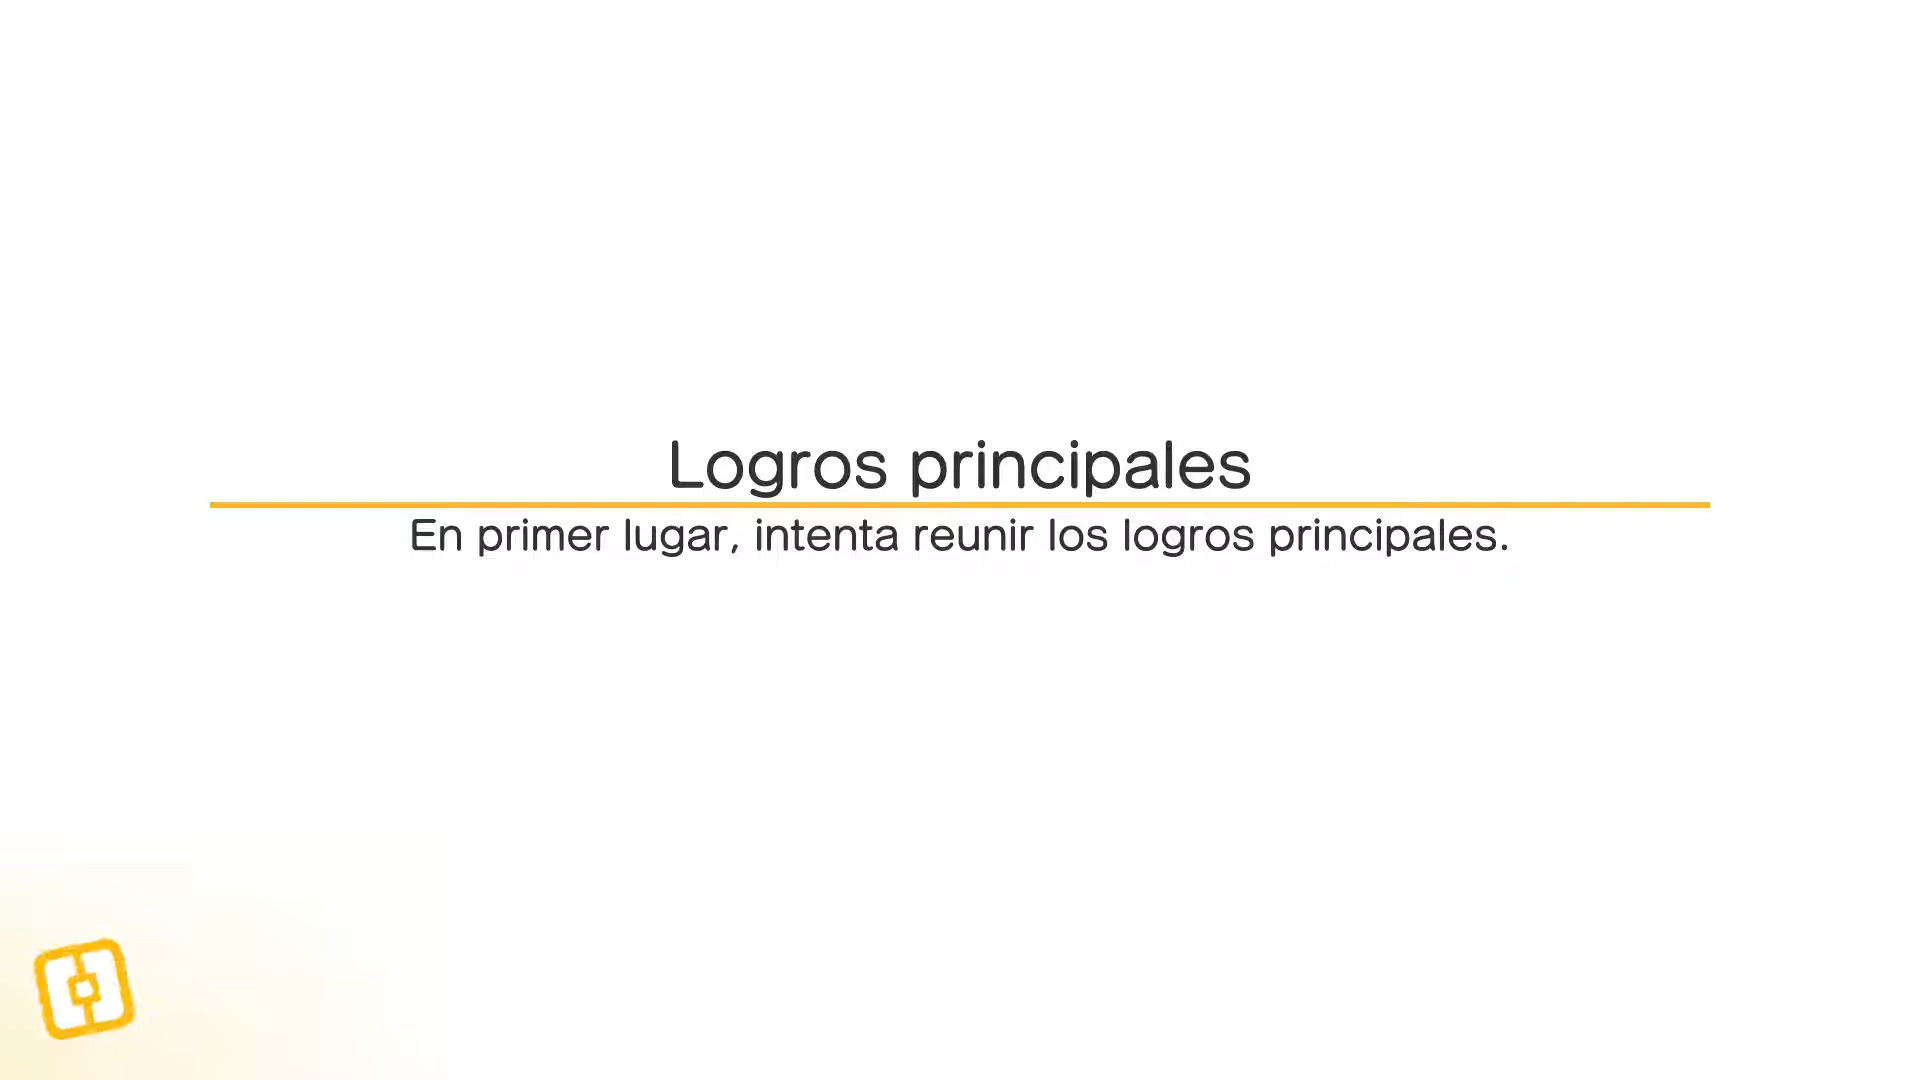 Logros principales
En primer lugar, intenta reunir los logros principales.